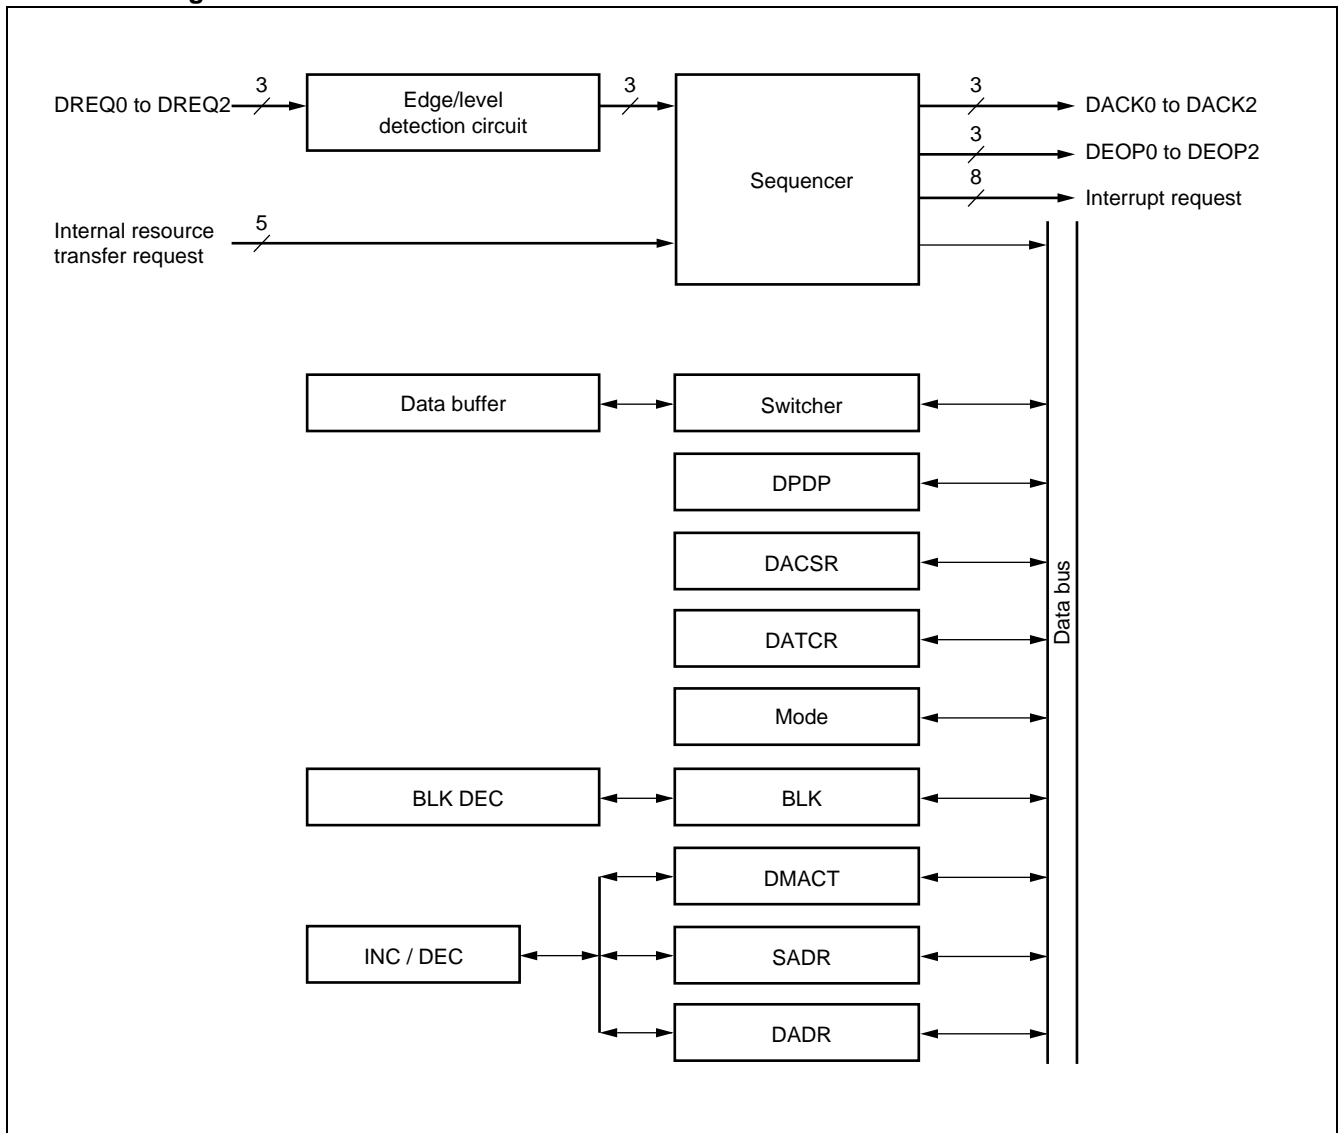 3
3
3
DREQ0 to DREQ2
Edge/level
detection circuit
DACK0 to DACK2
3
DEOP0 to DEOP2
Sequencer
8
Interrupt request
5
Internal resource
transfer request
Data buffer
Switcher
DPDP
DACSR
Data bus
DATCR
Mode
BLK DEC
BLK
DMACT
INC / DEC
SADR
DADR